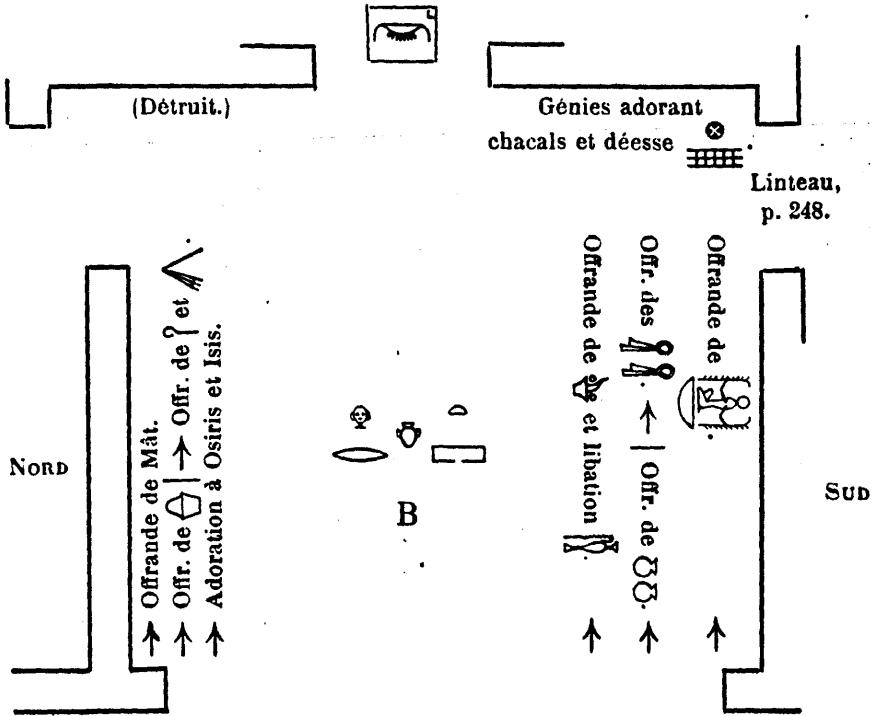 (Détruit.)
Génies adorant
chacals et déesse
Linteau,
p. 248.
NORD
Offrande de Mât.
Offr. de | → Offr. de et
Adoration à Osiris et Isis.
B
Offrande de et libation
Offr. des . ← | Offr. de .
Offrande de .
SUD